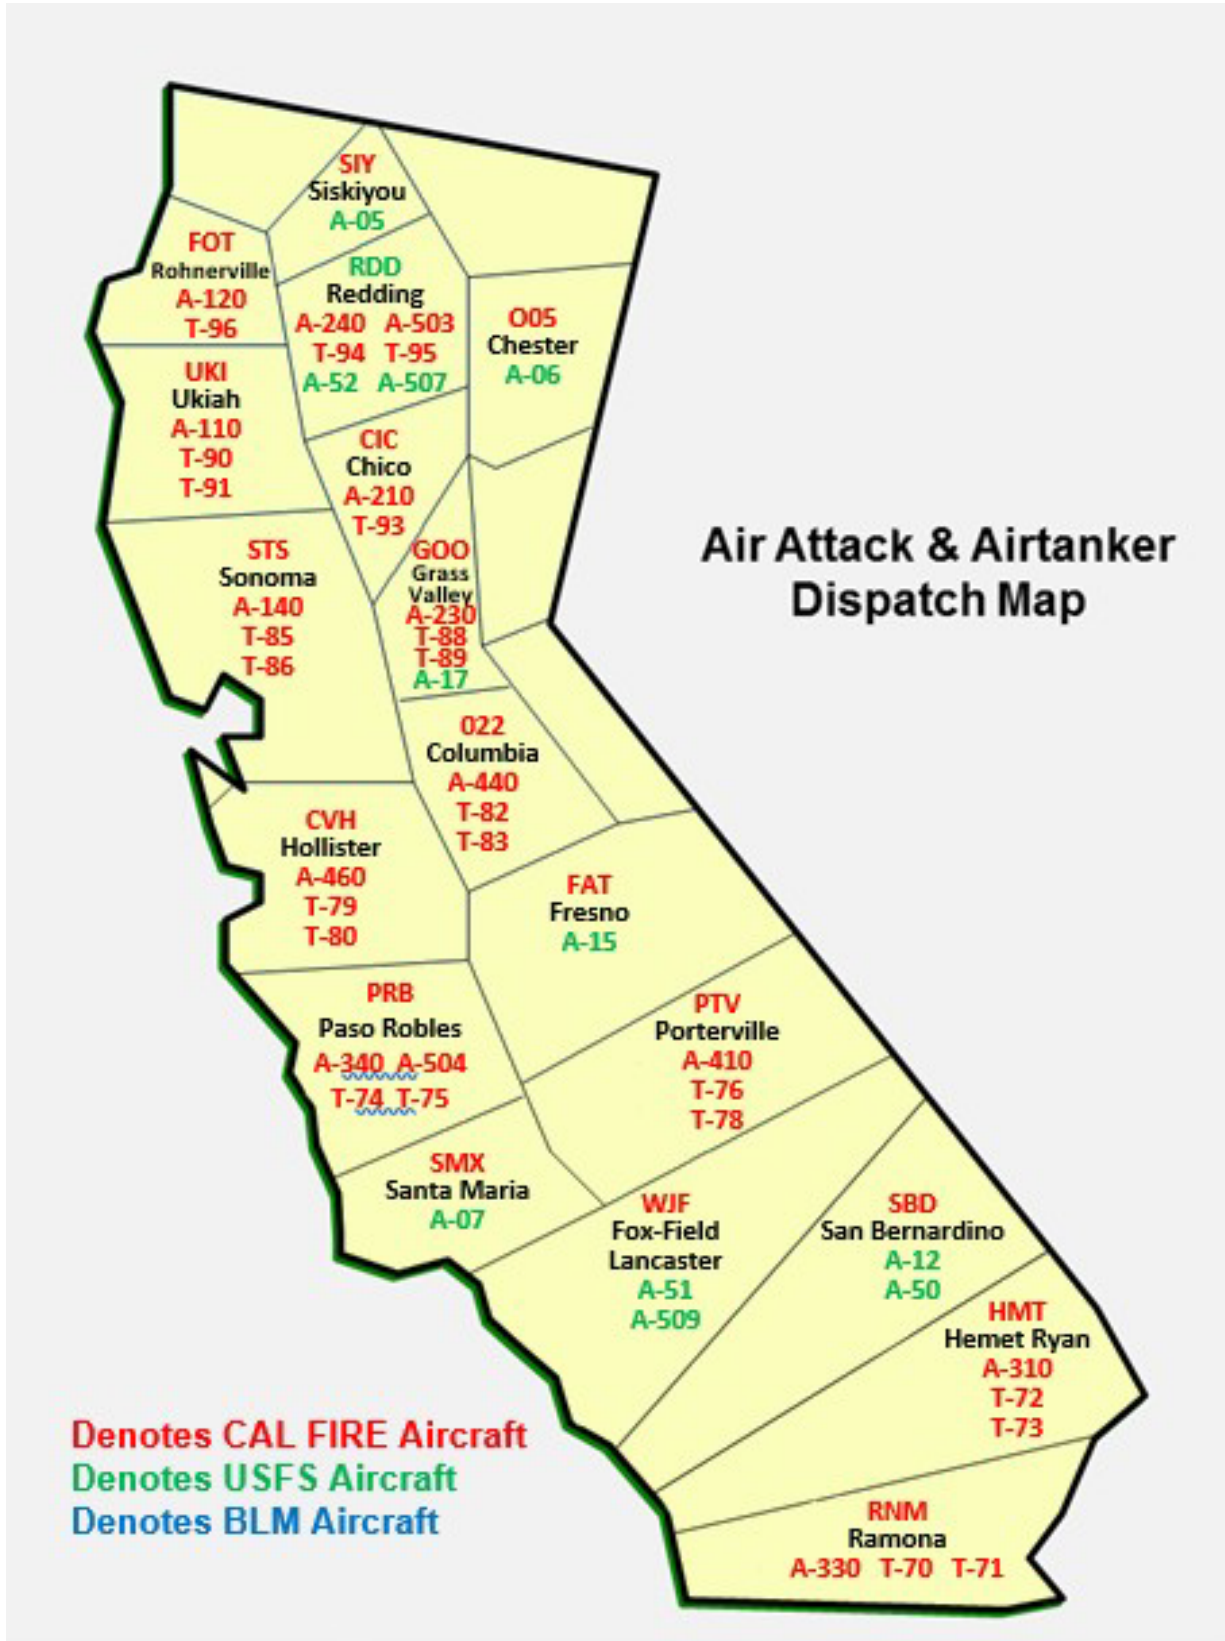 SIY
Siskiyou
A-05
FOT
Rohnerville
A-120
T-96
RDD
Redding
A-240 A-503
T-94 T-95
A-52 A-507
O05
Chester
A-06
UKI
Ukiah
A-110
T-90
T-91
CIC
Chico
A-210
T-93
STS
Sonoma
A-140
T-85
T-86
GOO
Grass
Valley
A-230
T-88
T-89
A-17
Air Attack & Airtanker
Dispatch Map
022
Columbia
A-440
T-82
T-83
CVH
Hollister
A-460
T-79
T-80
FAT
Fresno
A-15
PRB
Paso Robles
A-340 A-504
T-74 T-75
PTV
Porterville
A-410
T-76
T-78
SMX
Santa Maria
A-07
WJF
Fox-Field
Lancaster
A-51
A-509
SBD
San Bernardino
A-12
A-50
HMT
Hemet Ryan
A-310
T-72
T-73
RNM
Ramona
A-330 T-70 T-71
Denotes CAL FIRE Aircraft
Denotes USFS Aircraft
Denotes BLM Aircraft